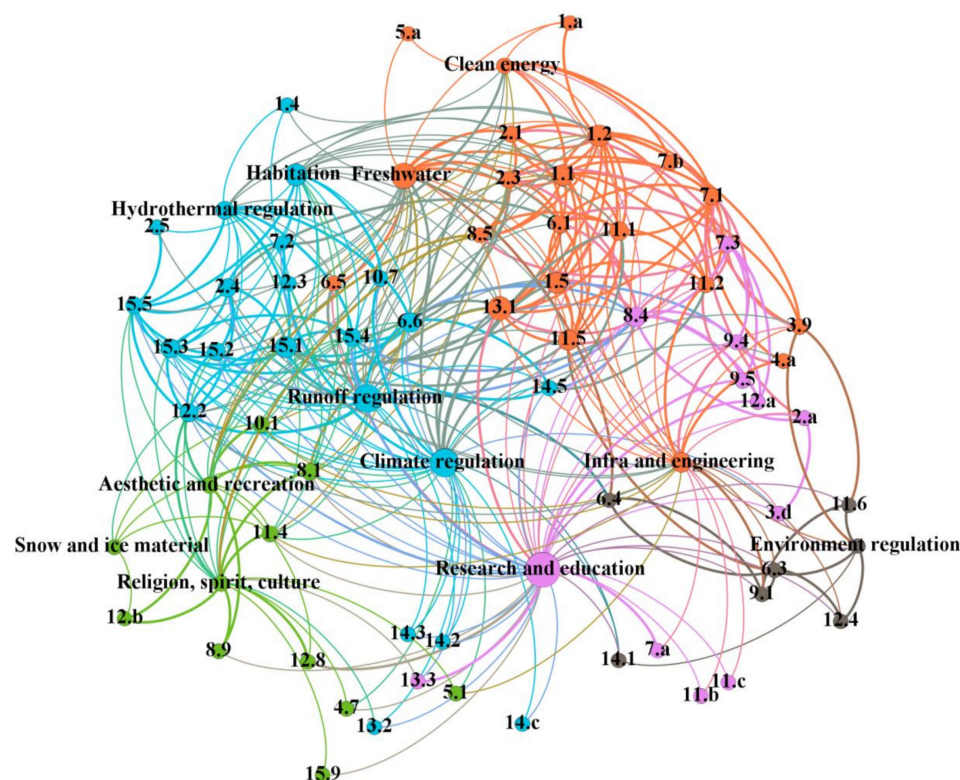 5.a
1.a
Clean energy
1.4
2.1
1.2
7.b
Habitation
Freshwater
2.3
1.1
7.1
Hydrothermal regulation
2.5
8.5
6.1
11.1
7.2
7.3
15.5
2.4
12.3
6.5
10.7
1.5
11.2
13.1
8.4
6.6
3.9
15.3
15.2
15.1
15.4
11.5
9.4
4.a
9.5
14.5
Runoff regulation
12.a
12.2
10.1
2.a
Climate regulation
Infra and engineering
8.1
Aesthetic and recreation
6.4
11.6
3.d
11.4
Snow and ice material
Environment regulation
Research and education
6.3
Religion, spirit, culture
9.1
12.b
12.4
14.3
14.2
8.9
12.8
7.a
14.1
13.3
5.1
11.c
11.b
4.7
13.2
14.c
15.9